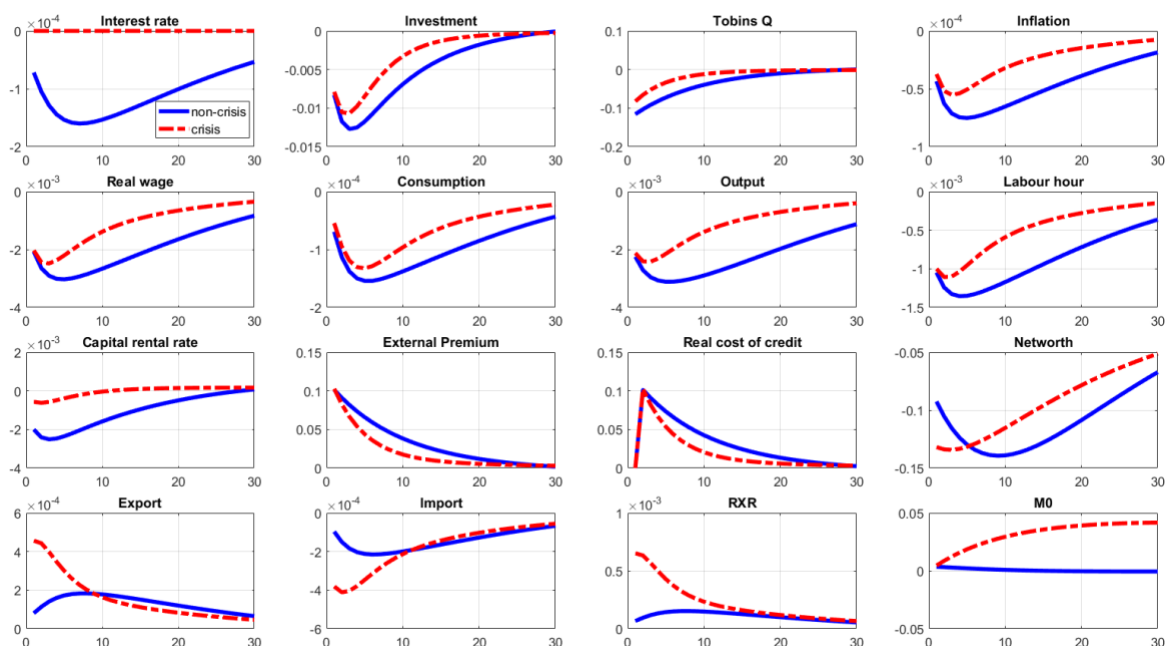 ×10⁻⁴
Interest rate
0
-1
-2
0 10 20 30
non-crisis
crisis
Investment
0
-0.005
-0.01
-0.015
0 10 20 30
Tobins Q
0.1
0
-0.1
-0.2
0 10 20 30
×10⁻⁴
Inflation
0
-0.5
-1
0 10 20 30
×10⁻³
Real wage
0
-2
-4
0 10 20 30
×10⁻⁴
Consumption
0
-1
-2
0 10 20 30
×10⁻³
Output
0
-2
-4
0 10 20 30
×10⁻³
Labour hour
0
-0.5
-1
-1.5
0 10 20 30
×10⁻³
Capital rental rate
2
0
-2
-4
0 10 20 30
External Premium
0.15
0.1
0.05
0
0 10 20 30
Real cost of credit
0.15
0.1
0.05
0
0 10 20 30
Networth
-0.05
-0.1
-0.15
0 10 20 30
×10⁻⁴
Export
6
4
2
0
0 10 20 30
×10⁻⁴
Import
0
-2
-4
-6
0 10 20 30
×10⁻³
RXR
1
0.5
0
0 10 20 30
M0
0.05
0
-0.05
0 10 20 30